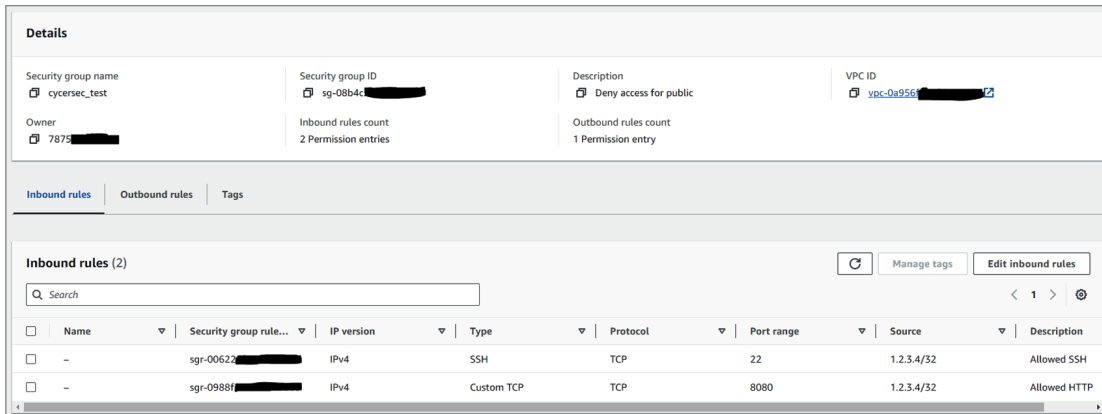 Details
Security group name
cycersec_test
Security group ID
sg-08b4c
Description
Deny access for public
VPC ID
vpc-0a956f
Owner
7875
Inbound rules count
2 Permission entries
Outbound rules count
1 Permission entry
Inbound rules Outbound rules Tags
Inbound rules (2)
Manage tags
Edit inbound rules
Search
1
Name Security group rule... IP version Type Protocol Port range Source Description
– sgr-00622 IPv4 SSH TCP 22 1.2.3.4/32 Allowed SSH
– sgr-0988f IPv4 Custom TCP TCP 8080 1.2.3.4/32 Allowed HTTP